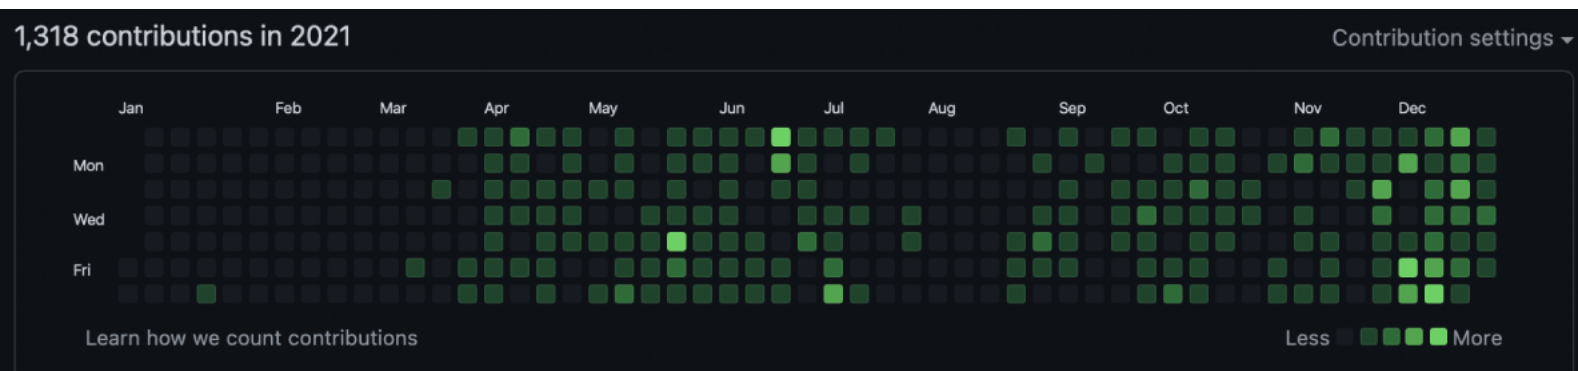 1,318 contributions in 2021
Contribution settings
Jan Feb Mar Apr May Jun Jul Aug Sep Oct Nov Dec
Mon
Wed
Fri
Learn how we count contributions
Less More